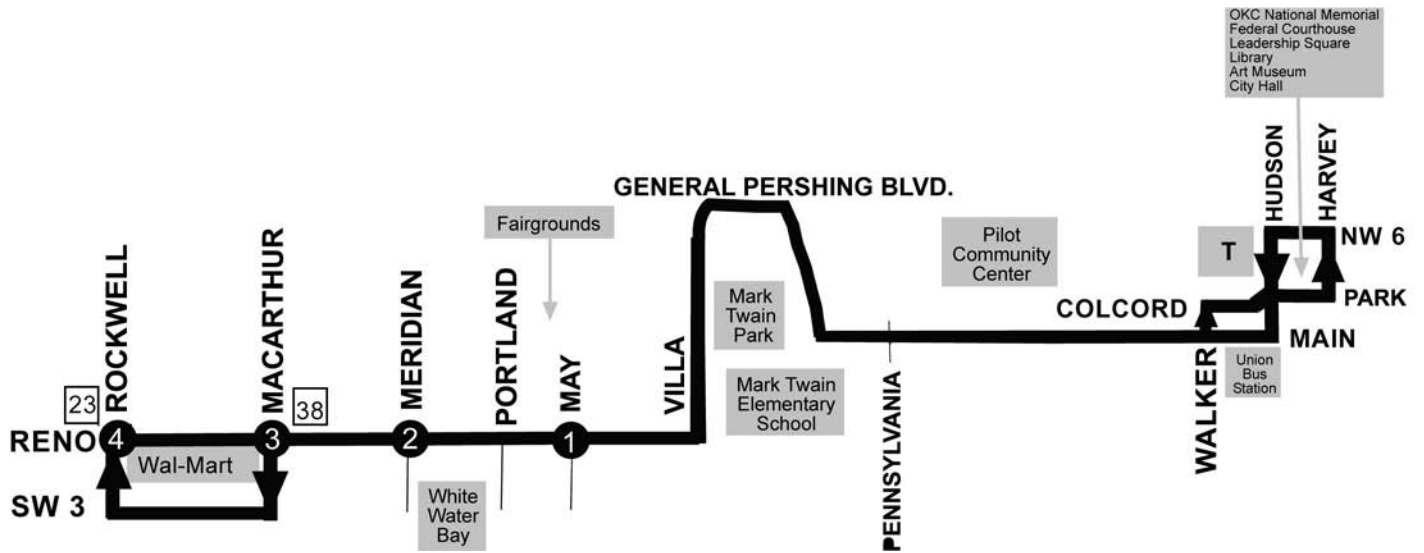 OKC National Memorial
Federal Courthouse
Leadership Square
Library
Art Museum
City Hall
HUDSON
HARVEY
GENERAL PERSHING BLVD.
Fairgrounds
Pilot
Community
Center
T
NW 6
ROCKWELL
MACARTHUR
MERIDIAN
PORTLAND
MAY
VILLA
Mark
Twain
Park
COLCORD
PARK
MAIN
Union
Bus
Station
WALKER
PENNSYLVANIA
Mark Twain
Elementary
School
23
38
RENO
4
3
2
1
Wal-Mart
SW 3
White
Water
Bay